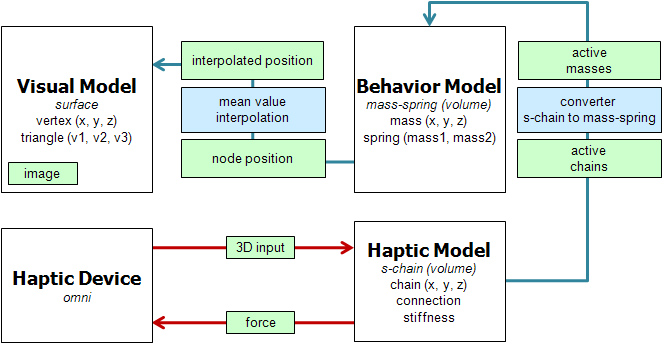 Visual Model
surface
vertex (x, y, z)
triangle (v1, v2, v3)
image
interpolated position
mean value
interpolation
node position
Behavior Model
mass-spring (volume)
mass (x, y, z)
spring (mass1, mass2)
active
masses
converter
s-chain to mass-spring
active
chains
Haptic Device
omni
3D input
force
Haptic Model
s-chain (volume)
chain (x, y, z)
connection
stiffness